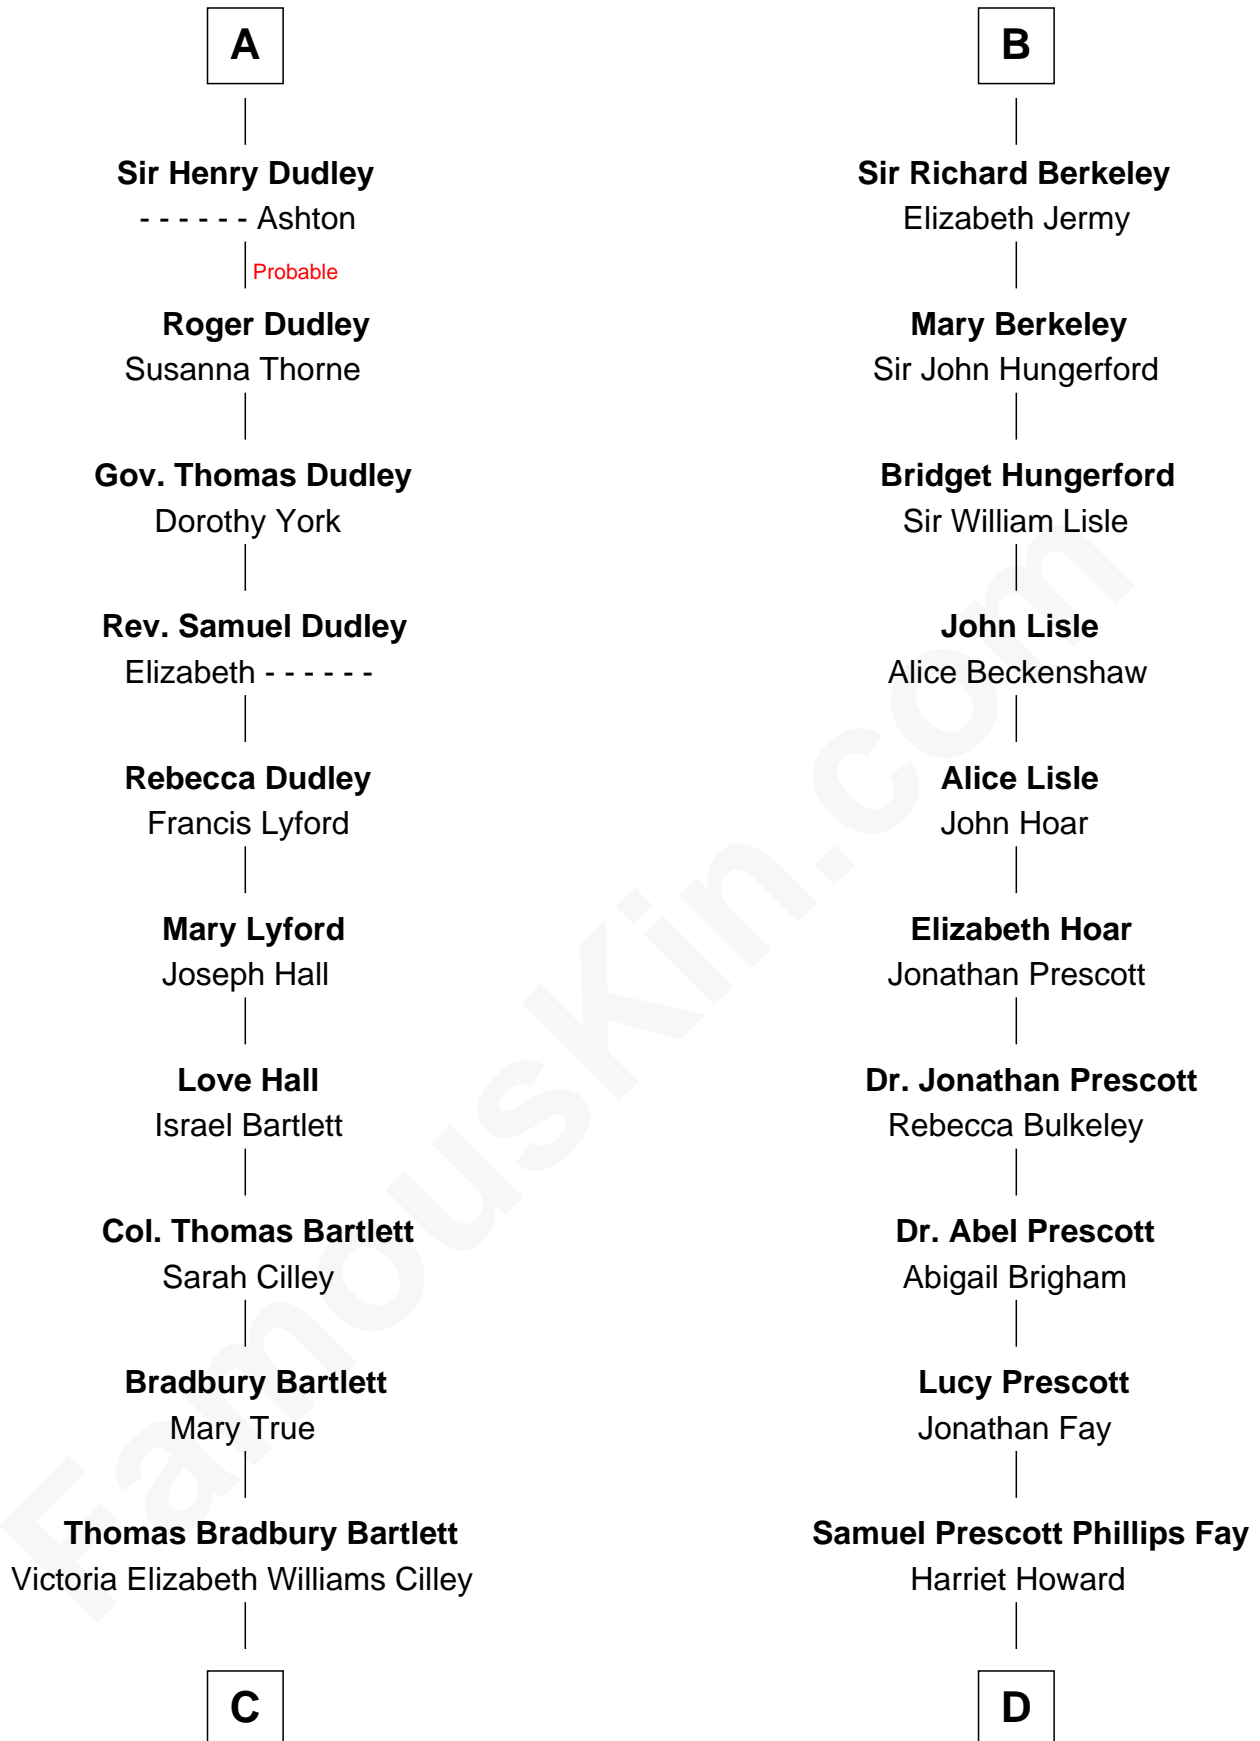 A
Sir Henry Dudley
- - - - - - Ashton
Probable
Roger Dudley
Susanna Thorne
Gov. Thomas Dudley
Dorothy York
Rev. Samuel Dudley
Elizabeth - - - - - -
Rebecca Dudley
Francis Lyford
Mary Lyford
Joseph Hall
Love Hall
Israel Bartlett
Col. Thomas Bartlett
Sarah Cilley
Bradbury Bartlett
Mary True
Thomas Bradbury Bartlett
Victoria Elizabeth Williams Cilley
C
B
Sir Richard Berkeley
Elizabeth Jermy
Mary Berkeley
Sir John Hungerford
Bridget Hungerford
Sir William Lisle
John Lisle
Alice Beckenshaw
Alice Lisle
John Hoar
Elizabeth Hoar
Jonathan Prescott
Dr. Jonathan Prescott
Rebecca Bulkeley
Dr. Abel Prescott
Abigail Brigham
Lucy Prescott
Jonathan Fay
Samuel Prescott Phillips Fay
Harriet Howard
D
FamousKin.com